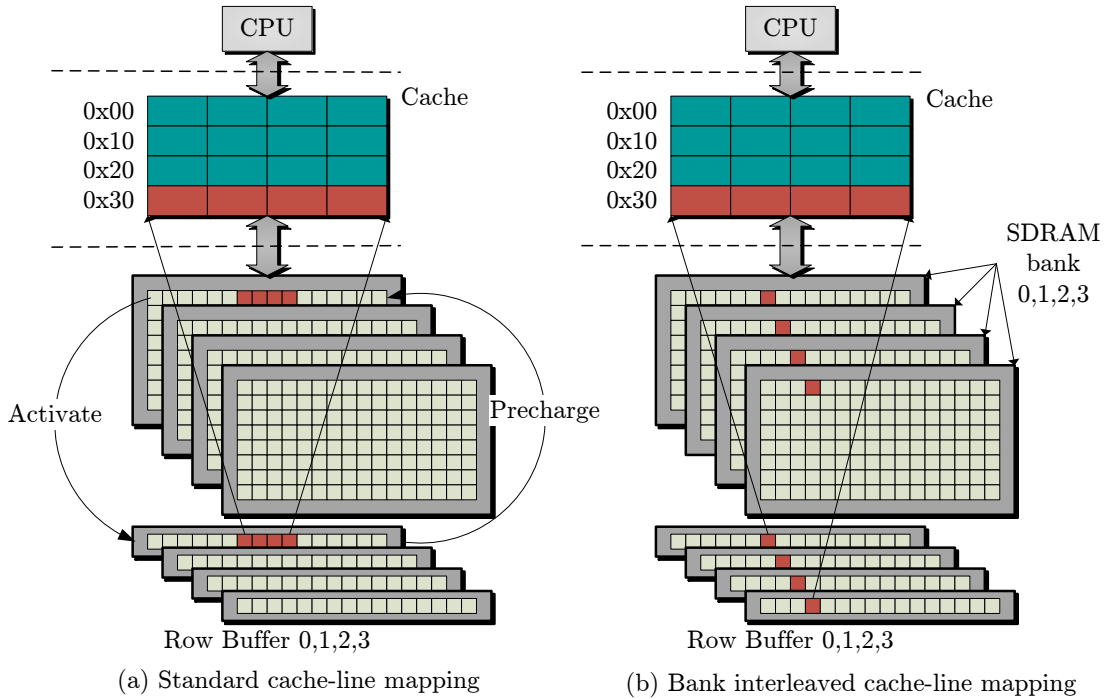 CPU
Cache
0x00
0x10
0x20
0x30
Activate
Precharge
Row Buffer 0,1,2,3
(a) Standard cache-line mapping
CPU
Cache
0x00
0x10
0x20
0x30
SDRAM
bank
0,1,2,3
Row Buffer 0,1,2,3
(b) Bank interleaved cache-line mapping